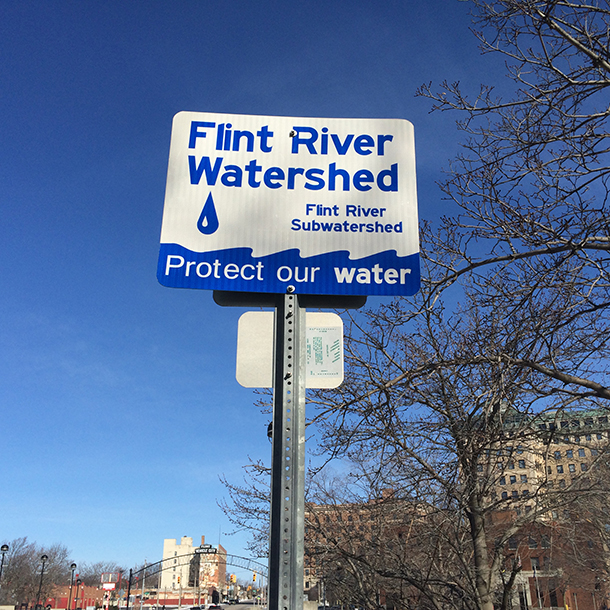 Flint River
Watershed
Flint River
Subwatershed
Protect our water